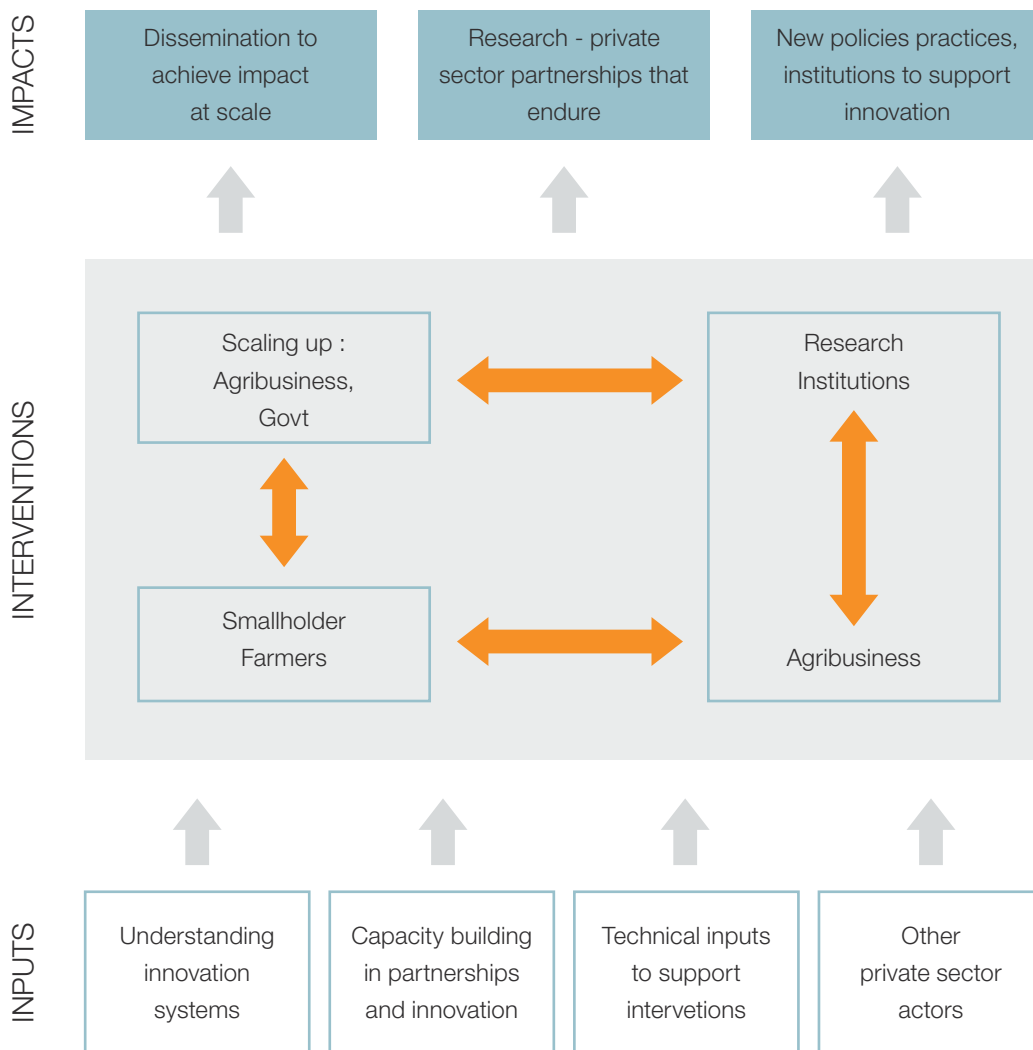 IMPACTS
Dissemination to
achieve impact
at scale
Research - private
sector partnerships that
endure
New policies practices,
institutions to support
innovation
INTERVENTIONS
Scaling up :
Agribusiness,
Govt
Research
Institutions
Smallholder
Farmers
Agribusiness
INPUTS
Understanding
innovation
systems
Capacity building
in partnerships
and innovation
Technical inputs
to support
intervetions
Other
private sector
actors